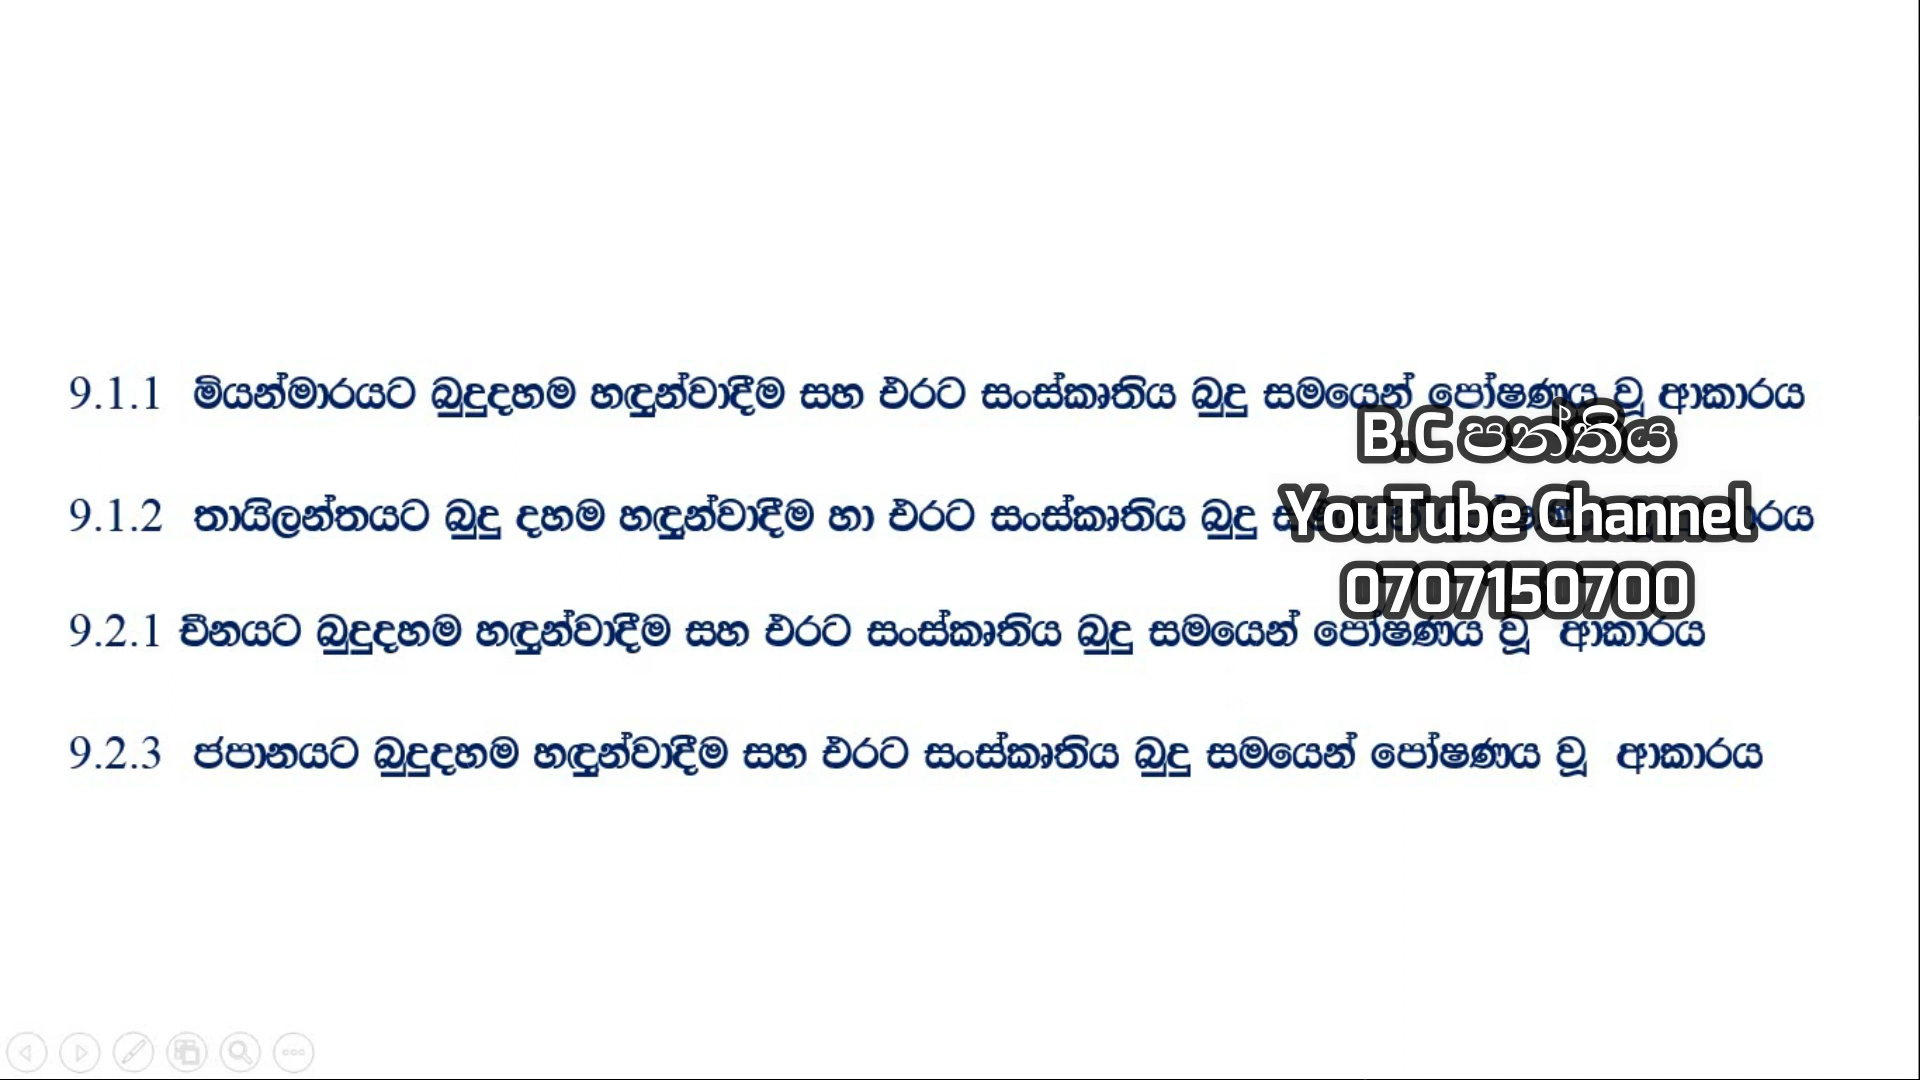 9.1.1 මියන්මාරයට බුදුදහම හඳුන්වාදීම සහ එරට සංස්කෘතිය බුදු සමයෙන් පෝෂණය වූ ආකාරය
B.C පන්තිය
9.1.2 තායිලන්තයට බුදු දහම හඳුන්වාදීම හා එරට සංස්කෘතිය බුදු
YouTube Channel
0707150700
9.2.1 චීනයට බුදුදහම හඳුන්වාදීම සහ එරට සංස්කෘතිය බුදු සමයෙන් පෝෂණය වූ ආකාරය
9.2.3 ජපානයට බුදුදහම හඳුන්වාදීම සහ එරට සංස්කෘතිය බුදු සමයෙන් පෝෂණය වූ ආකාරය